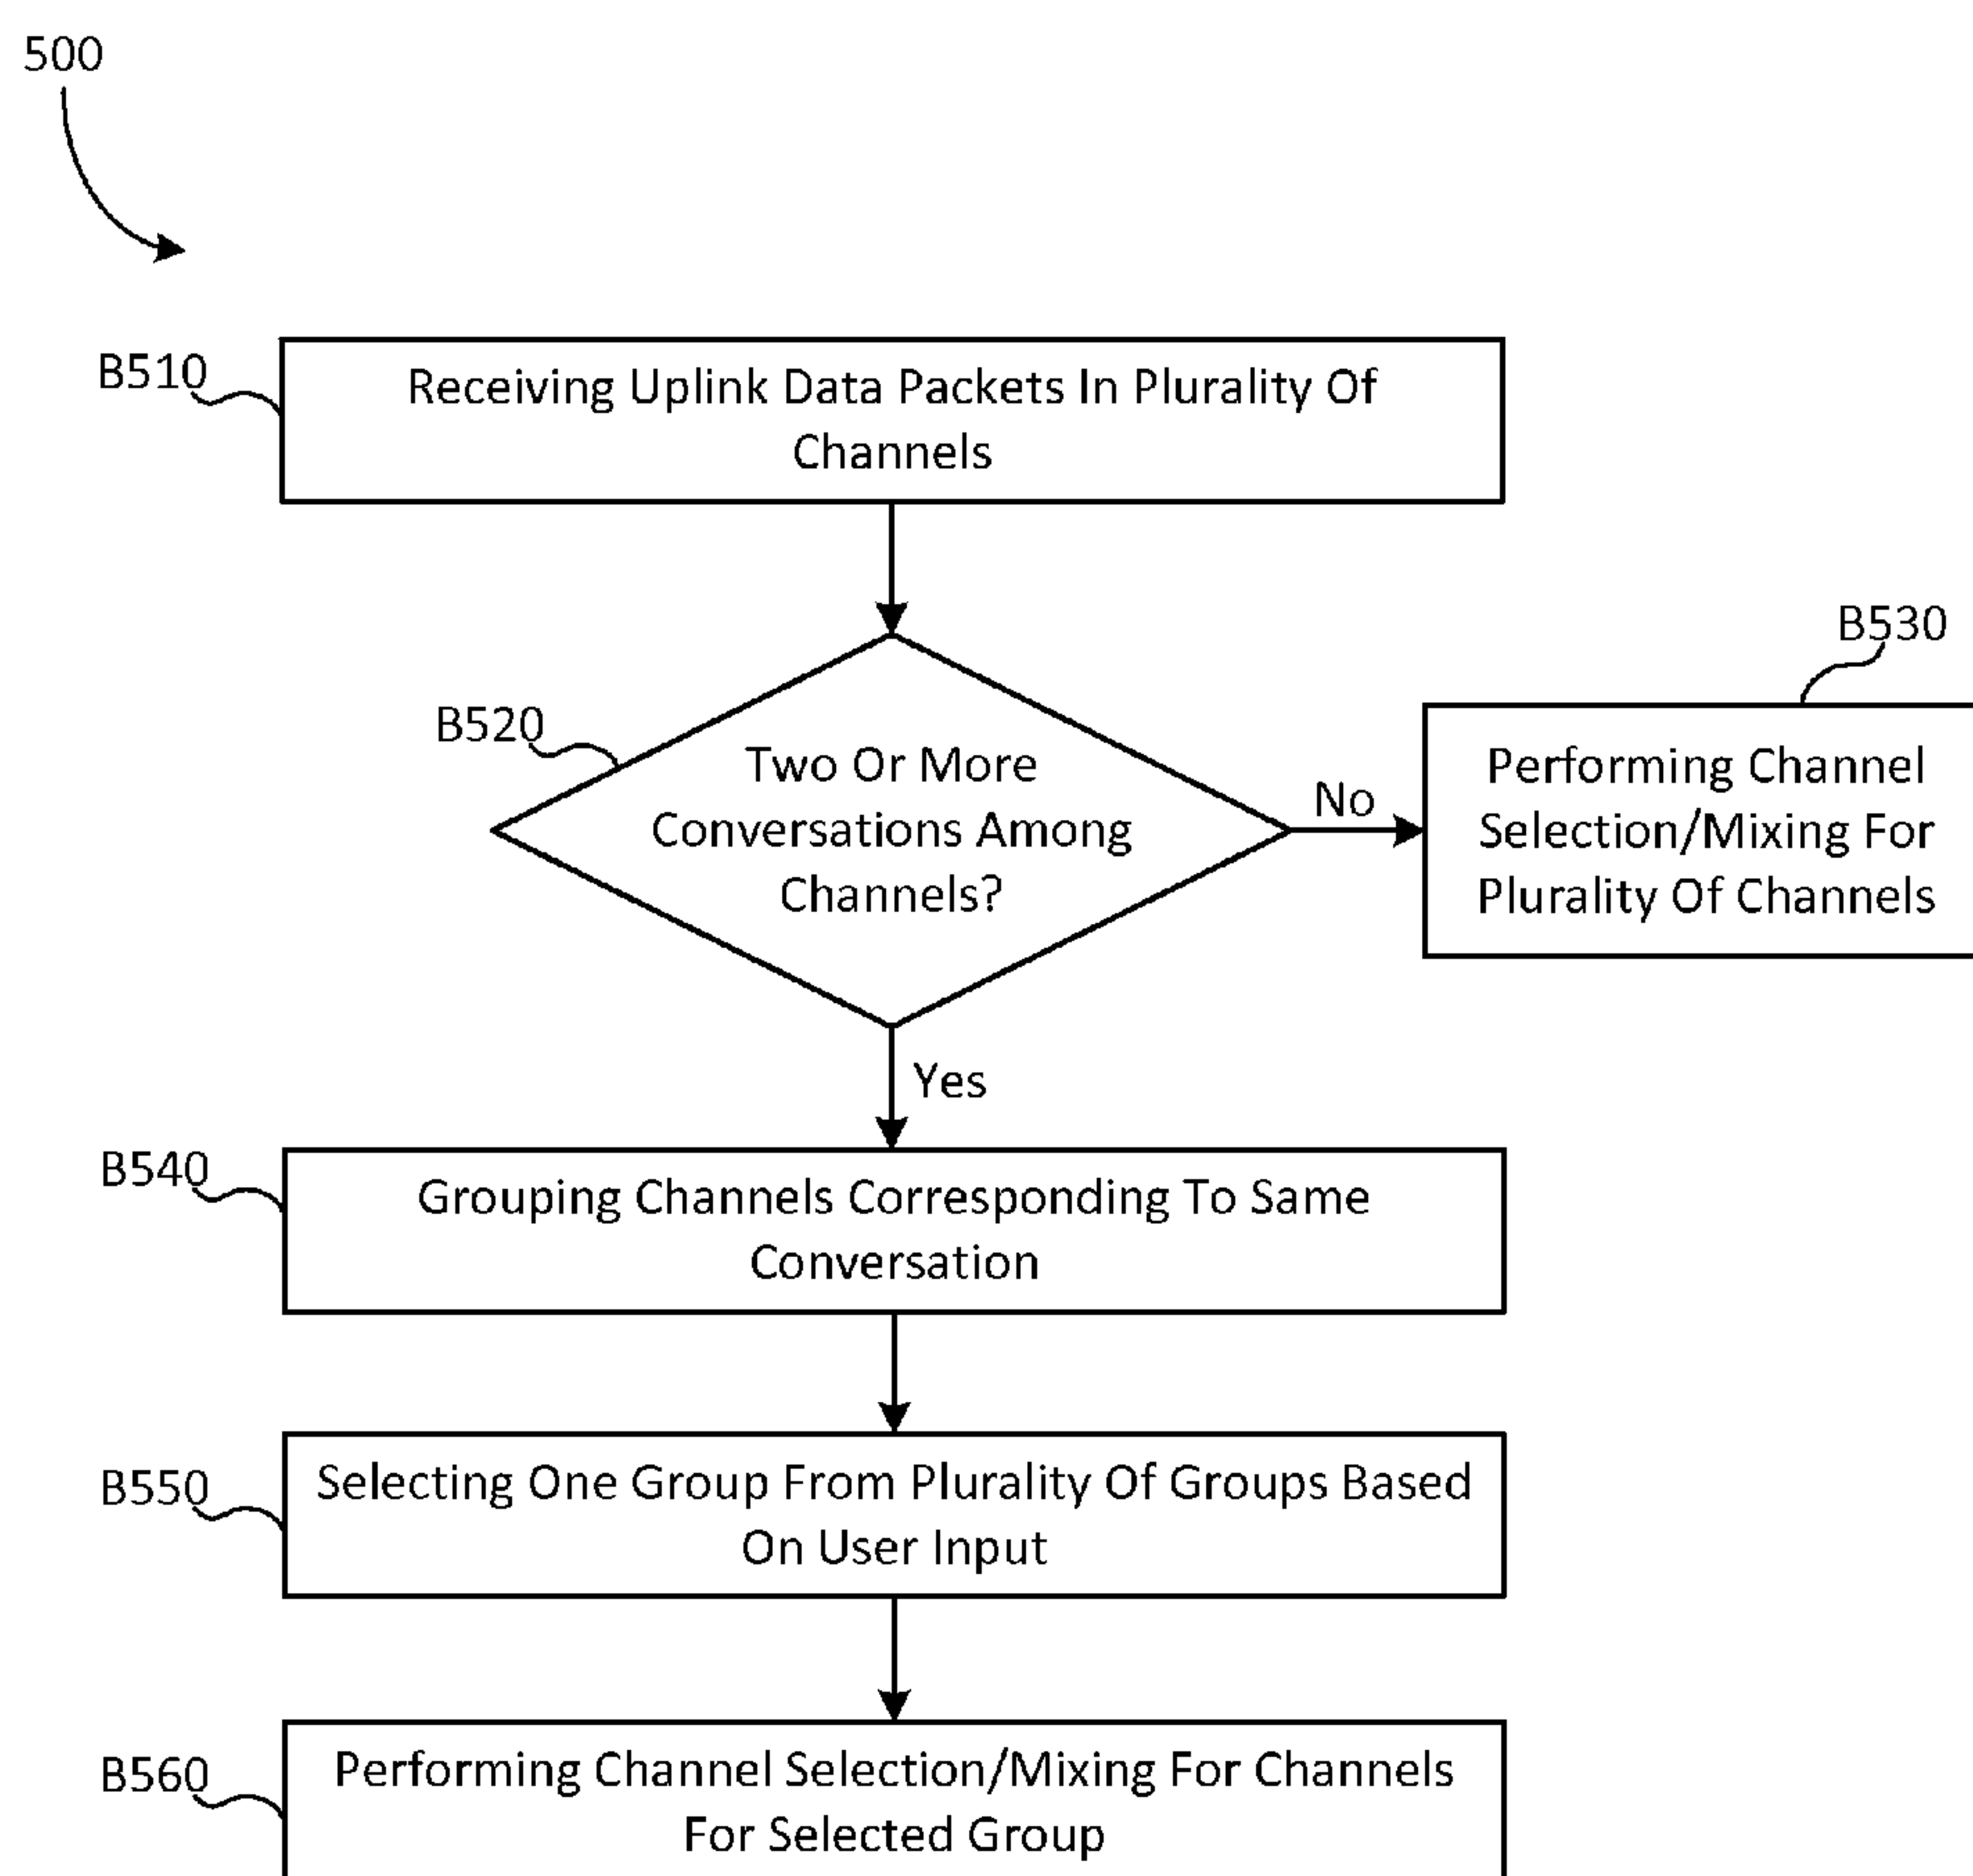 500
B510
Receiving Uplink Data Packets In Plurality Of
Channels
B520
Two Or More
Conversations Among
Channels?
No
B530
Performing Channel
Selection/Mixing For
Plurality Of Channels
Yes
B540
Grouping Channels Corresponding To Same
Conversation
B550
Selecting One Group From Plurality Of Groups Based
On User Input
B560
Performing Channel Selection/Mixing For Channels
For Selected Group